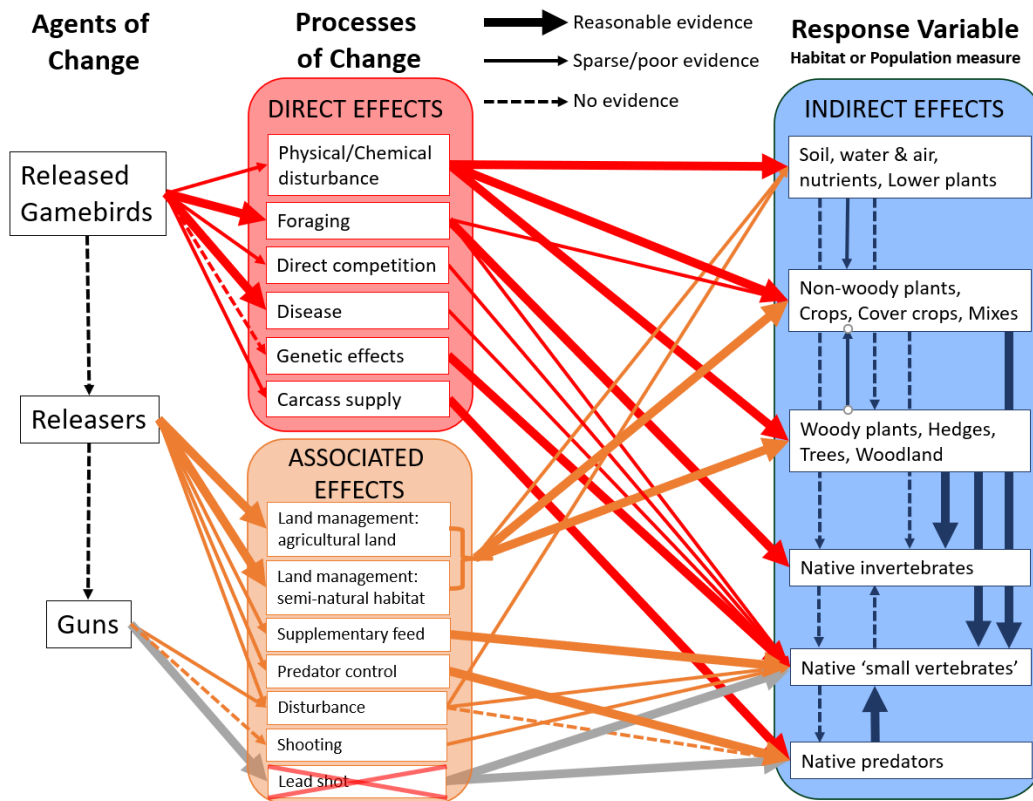 Agents of
Change
Processes
of Change
Reasonable evidence
Sparse/poor evidence
No evidence
Response Variable
Habitat or Population measure
Released
Gamebirds
Releasers
Guns
DIRECT EFFECTS
Physical/Chemical
disturbance
Foraging
Direct competition
Disease
Genetic effects
Carcass supply
ASSOCIATED
EFFECTS
Land management:
agricultural land
Land management:
semi-natural habitat
Supplementary feed
Predator control
Disturbance
Shooting
Lead shot
INDIRECT EFFECTS
Soil, water & air,
nutrients, Lower plants
Non-woody plants,
Crops, Cover crops, Mixes
Woody plants, Hedges,
Trees, Woodland
Native invertebrates
Native ‘small vertebrates’
Native predators